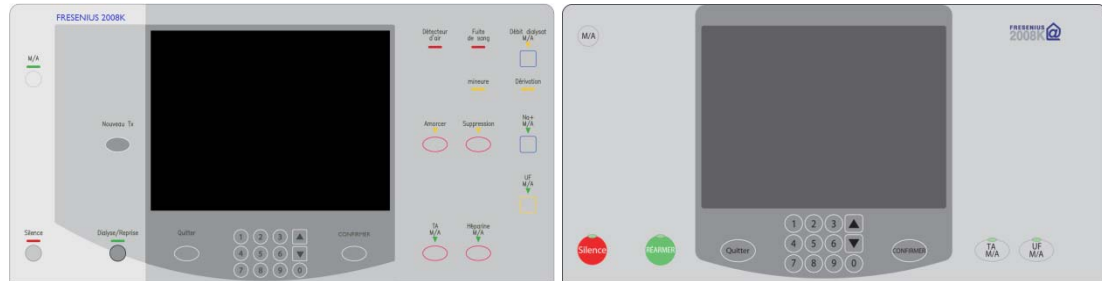 FRESENIUS 2008K
M/A
Nouveau Tx
Silence
Dialyse/Reprise
Quitter
1 2 3
4 5 6
7 8 9 0
CONFIRMER
Détecteur
d'air
Fuite
de sang
Débit dialysat
M/A
mineure
Dérivation
Amorcer
Suppression
Na+
M/A
UF
M/A
TA
M/A
Héparine
M/A
M/A
FRESENIUS
2008K@
Silence
RÉARMER
Quitter
1 2 3
4 5 6
7 8 9 0
CONFIRMER
TA
M/A
UF
M/A